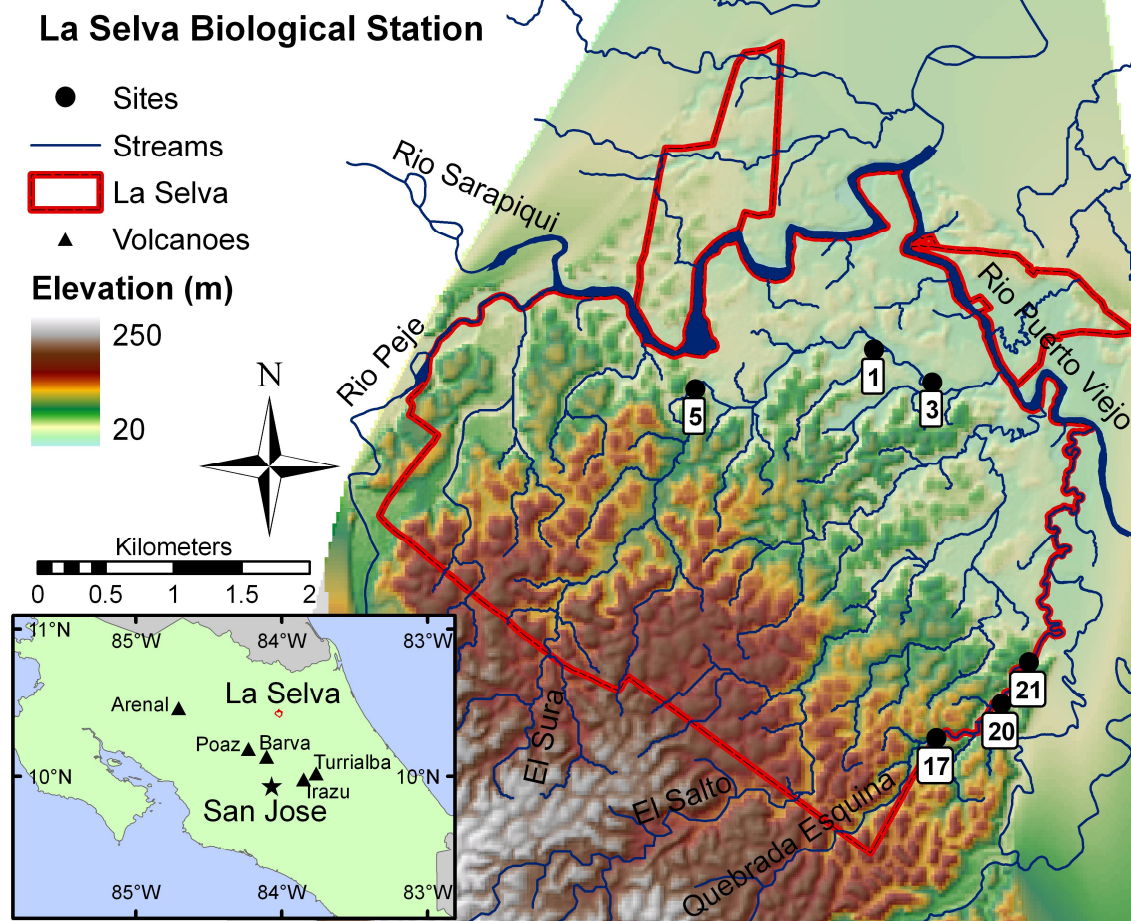 La Selva Biological Station
Sites
Streams
La Selva
Volcanoes
Elevation (m)
250
20
N
Kilometers
0 0.5 1 1.5 2
Rio Sarapiqui
Rio Peje
Rio Puerto Viejo
1
3
5
21
20
17
El Sura
El Salto
Quebrada Esquina
11°N
85°W 84°W 83°W
La Selva
Arenal
Poaz Barva
Turrialba
10°N 10°N
Irazu
San Jose
85°W 84°W 83°W